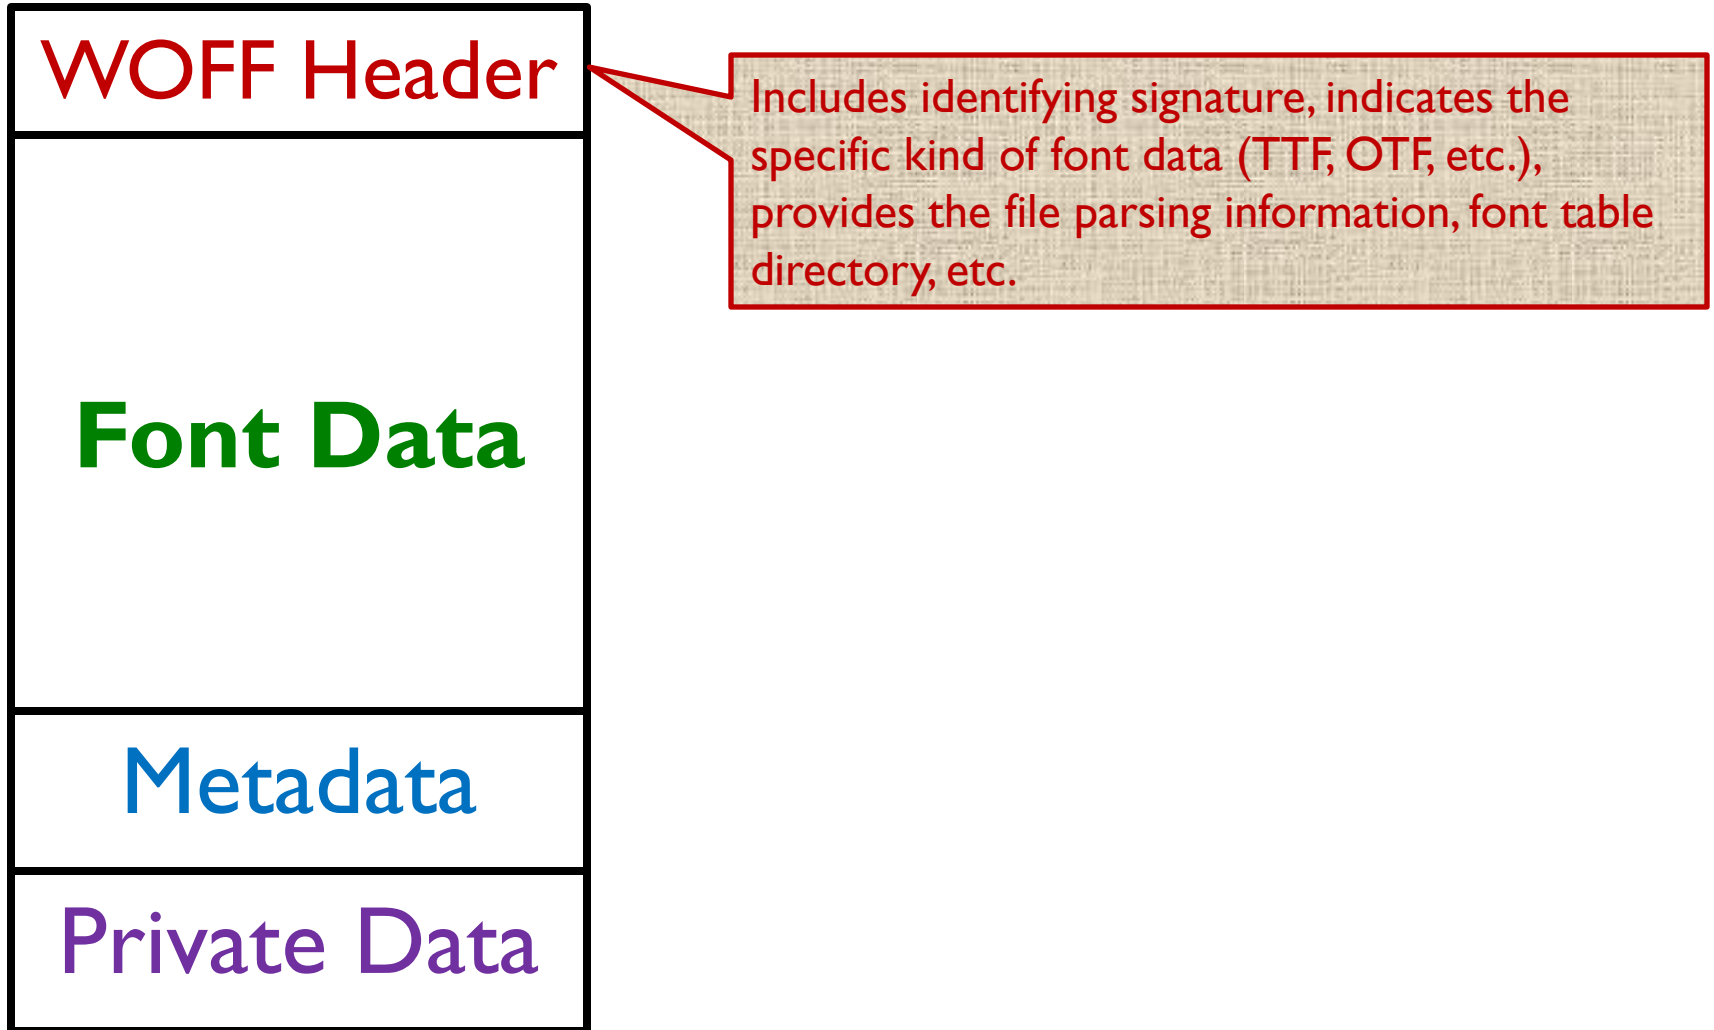 WOFF Header
Includes identifying signature, indicates the
specific kind of font data (TTF, OTF, etc.),
provides the file parsing information, font table
directory, etc.
Font Data
Metadata
Private Data